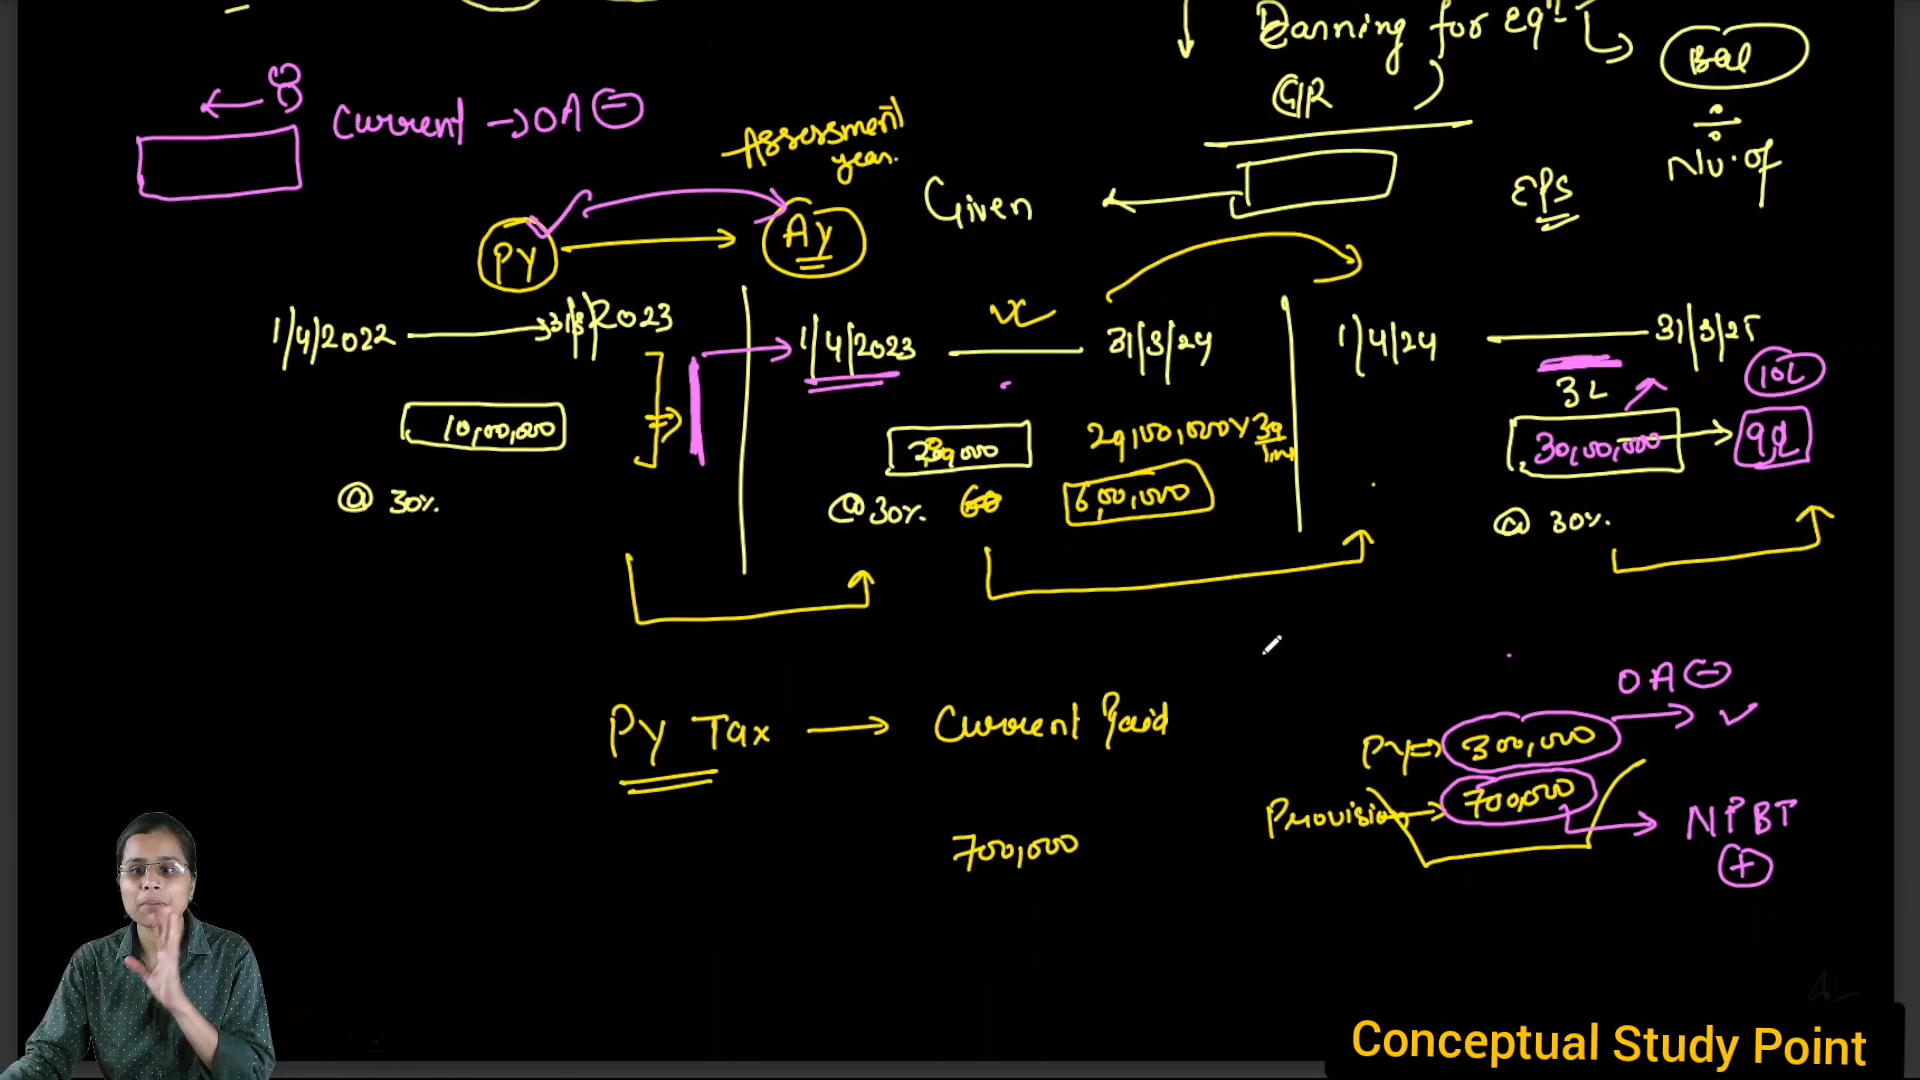 Earning for eqt
Bal
G/R
Current → OA ⊖
Assessment
year.
Given
EPS
÷
No. of
PY → AY
1/4/2022 — 31/3/2023
1/4/2023 — 31/3/24
1/4/24 — 31/3/25
10L
3L
10,00,000
29,00,000 ×
30,00,000 → 9L
6,00,000
@ 30%.
@ 30%.
@ 30%.
OA ⊖
PY Tax → Current Paid
PY ⇒ 300,000
Provision → 700,000
NPBT
+
700,000
Conceptual Study Point